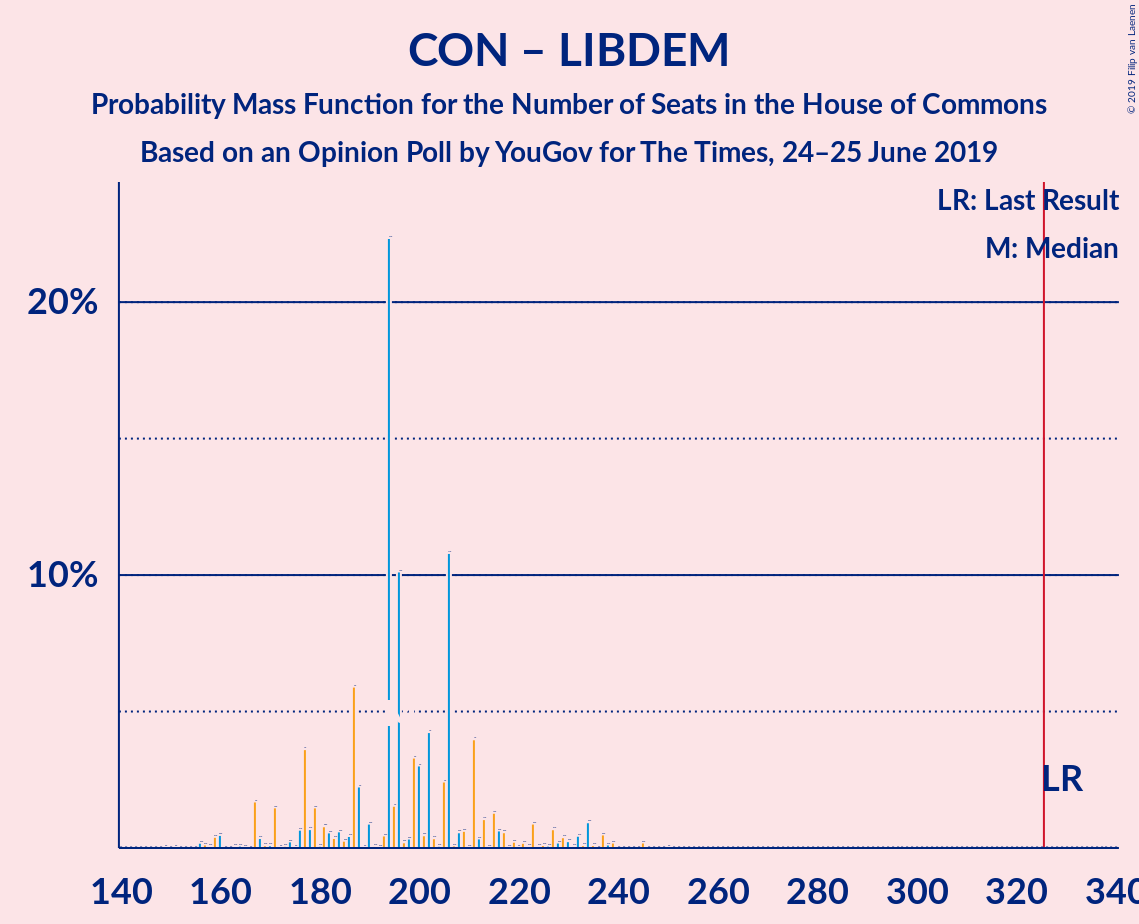 CON – LIBDEM
Probability Mass Function for the Number of Seats in the House of Commons
Based on an Opinion Poll by YouGov for The Times, 24–25 June 2019
© 2019 Filip van Laenen
LR: Last Result
M: Median
20%
10%
LR
140 160 180 200 220 240 260 280 300 320 340